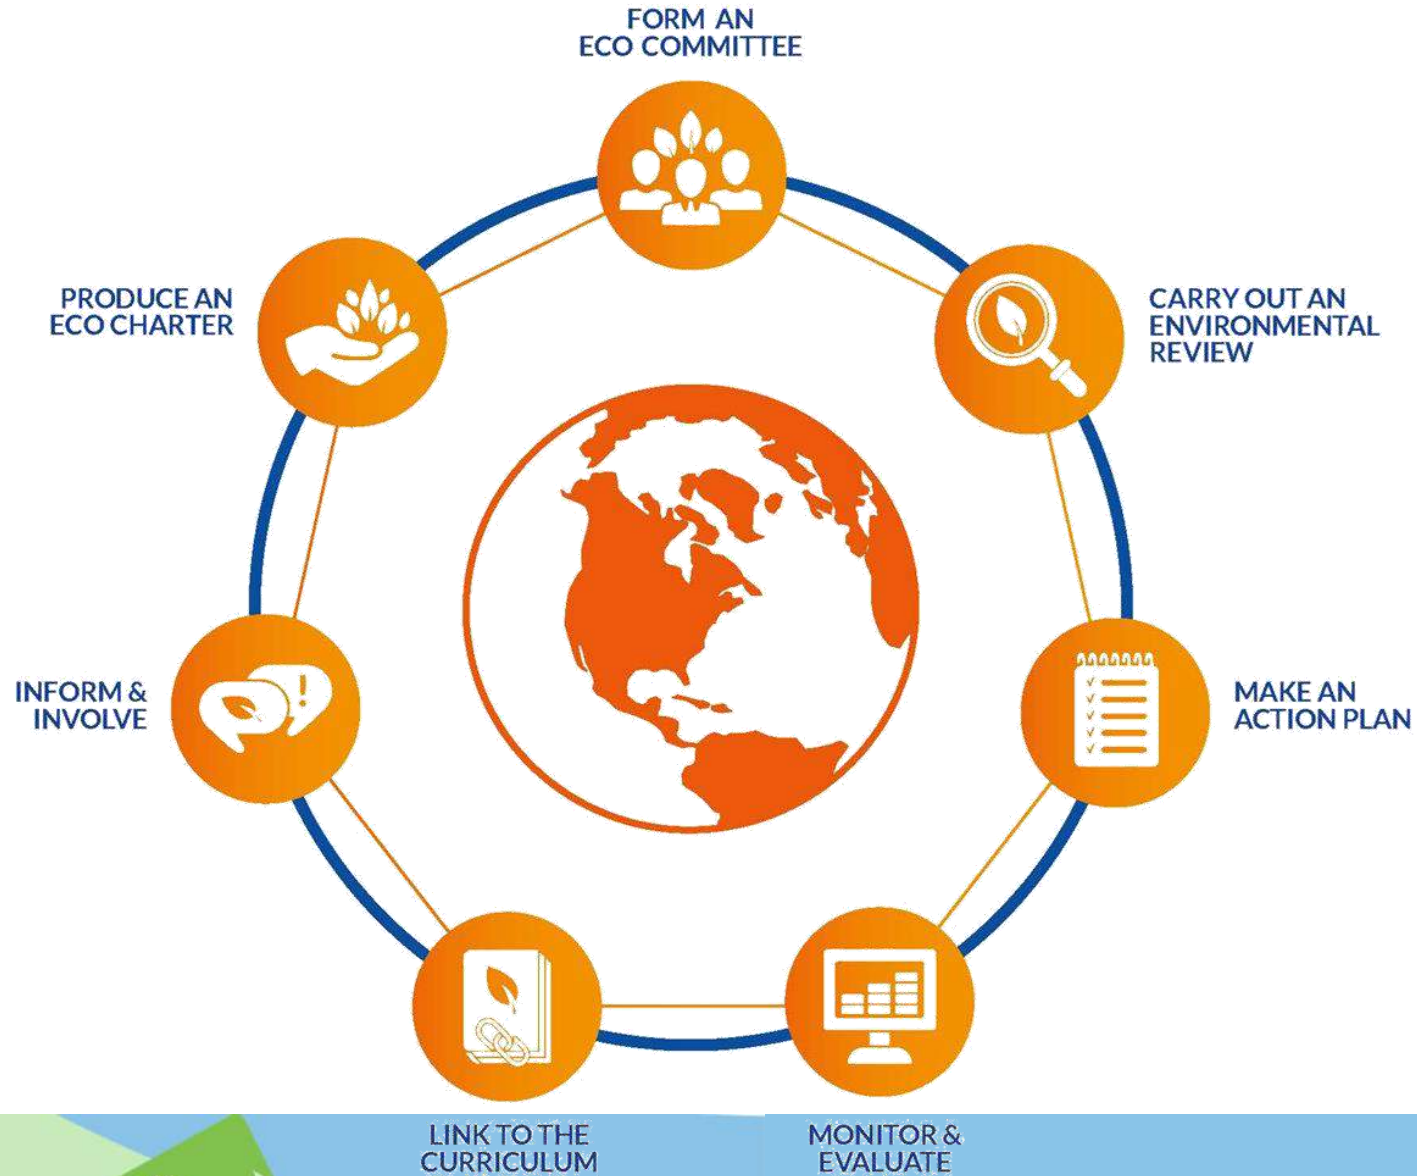 FORM AN
ECO COMMITTEE
PRODUCE AN
ECO CHARTER
CARRY OUT AN
ENVIRONMENTAL
REVIEW
INFORM &
INVOLVE
MAKE AN
ACTION PLAN
LINK TO THE
CURRICULUM
MONITOR &
EVALUATE